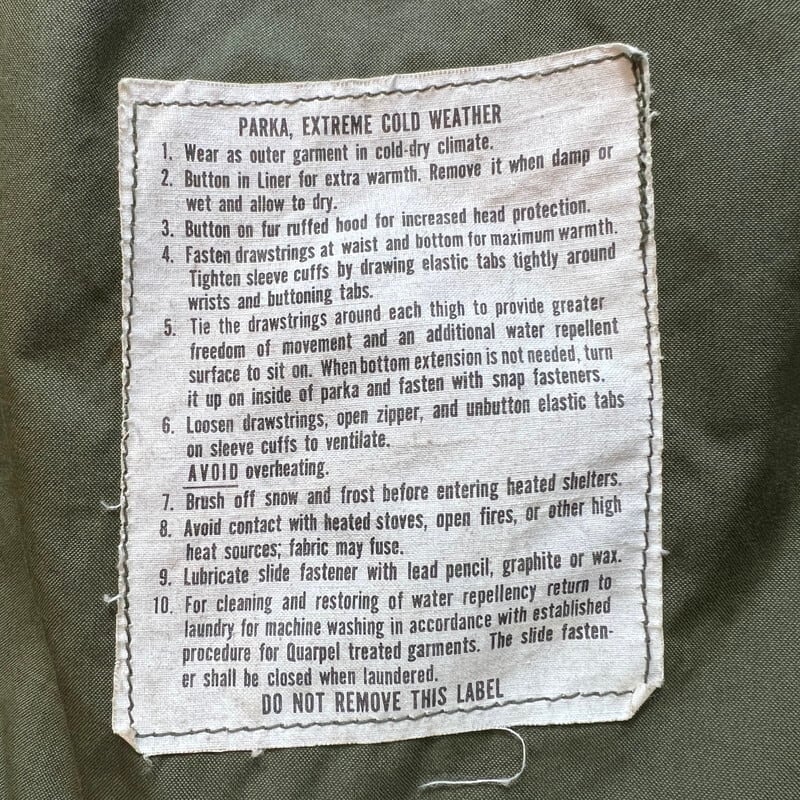 PARKA, EXTREME COLD WEATHER
1. Wear as outer garment in cold-dry climate.
2. Button in Liner for extra warmth. Remove it when damp or
wet and allow to dry.
3. Button on fur ruffed hood for increased head protection.
4. Fasten drawstrings at waist and bottom for maximum warmth.
Tighten sleeve cuffs by drawing elastic tabs tightly around
wrists and buttoning tabs.
5. Tie the drawstrings around each thigh to provide greater
freedom of movement and an additional water repellent
surface to sit on. When bottom extension is not needed, turn
it up on inside of parka and fasten with snap fasteners.
6. Loosen drawstrings, open zipper, and unbutton elastic tabs
on sleeve cuffs to ventilate.
AVOID overheating.
7. Brush off snow and frost before entering heated shelters.
8. Avoid contact with heated stoves, open fires, or other high
heat sources; fabric may fuse.
9. Lubricate slide fastener with lead pencil, graphite or wax.
10. For cleaning and restoring of water repellency return to
laundry for machine washing in accordance with established
procedure for Quarpel treated garments. The slide fasten-
er shall be closed when laundered.
DO NOT REMOVE THIS LABEL